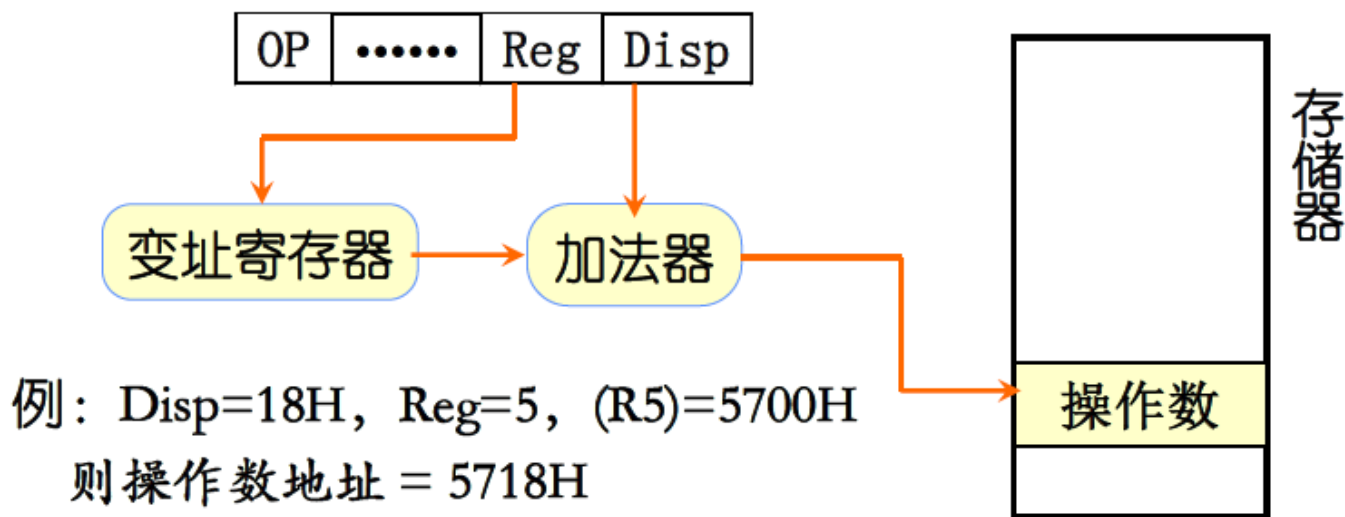 OP •••••• Reg Disp
存储器
变址寄存器
加法器
操作数
例：Disp=18H，Reg=5，(R5)=5700H
则操作数地址 = 5718H